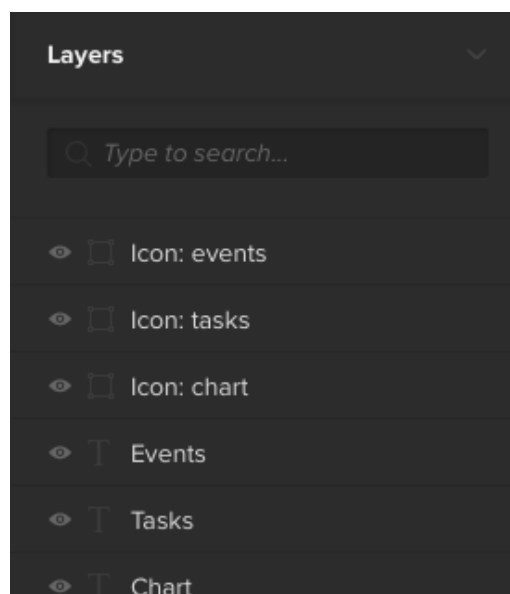 Layers
Type to search...
Icon: events
Icon: tasks
Icon: chart
Events
Tasks
Chart